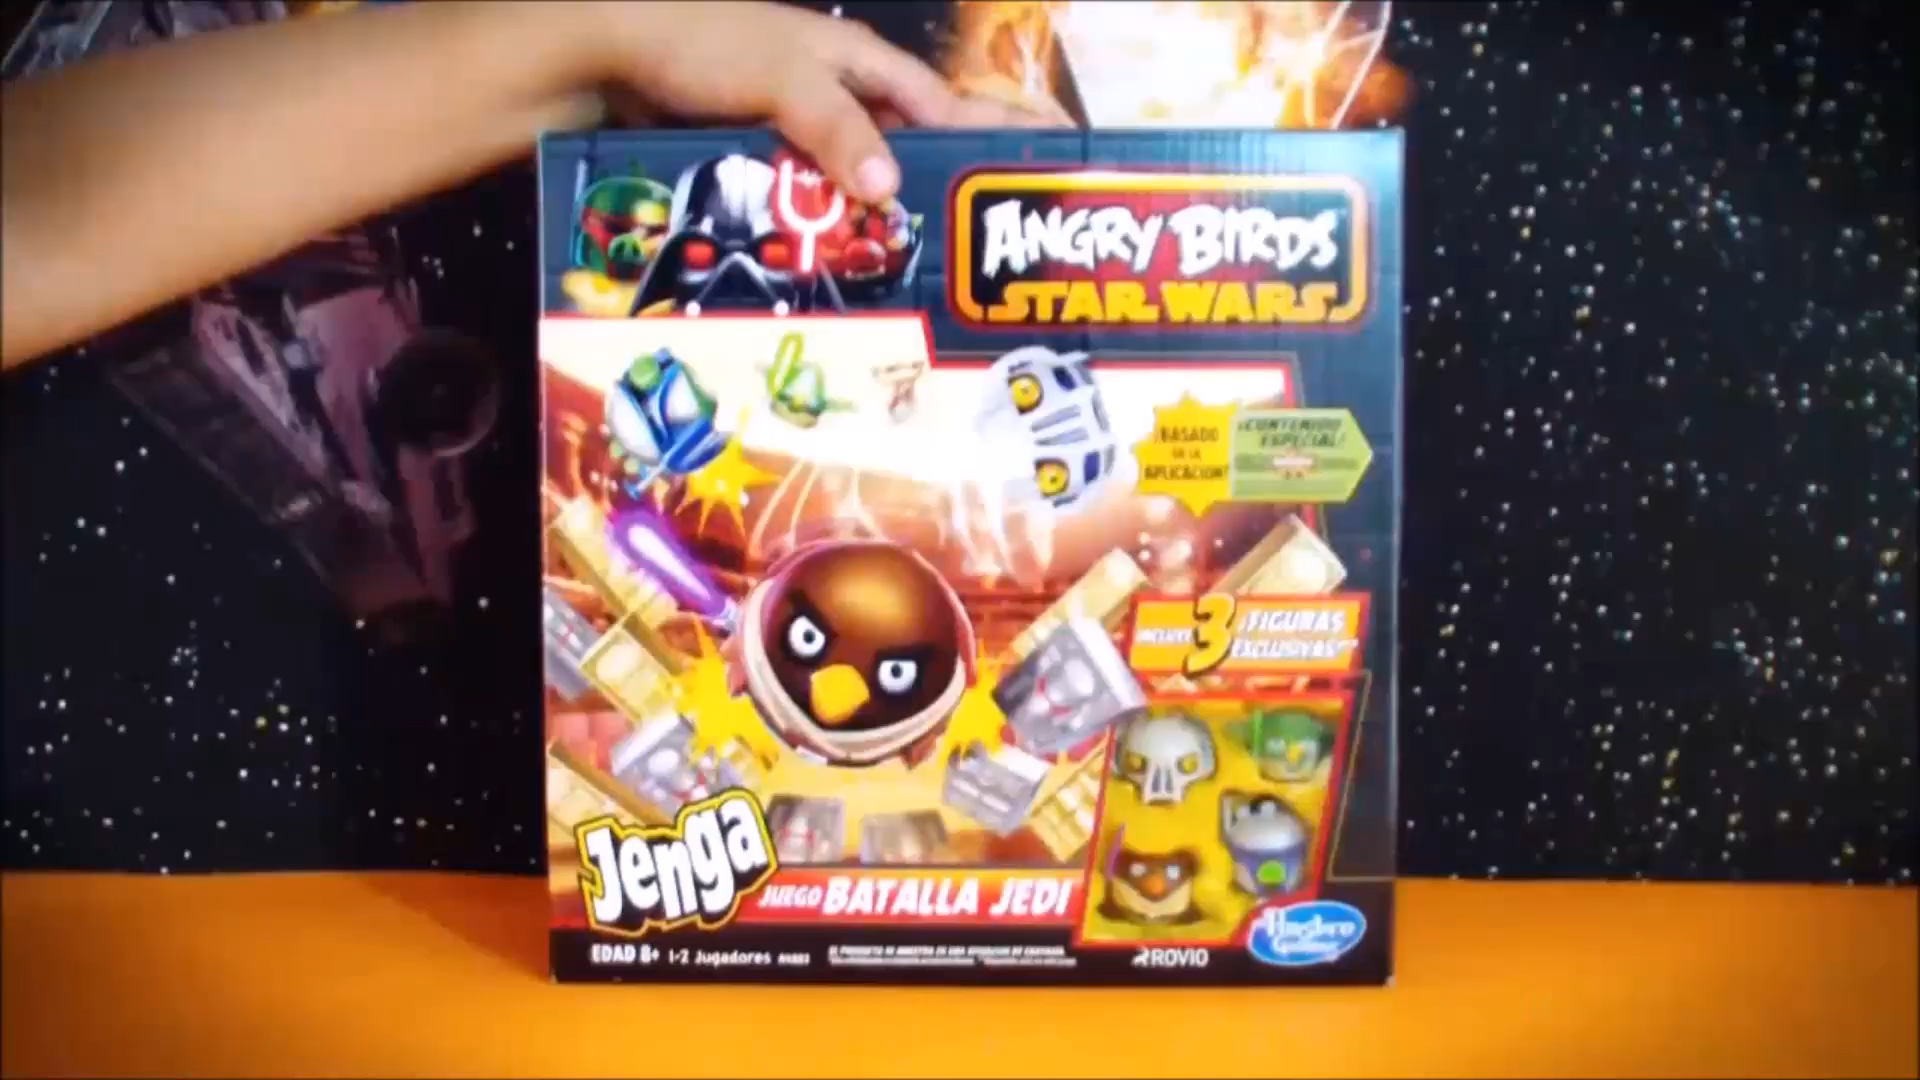 ANGRY BIRDS
STAR WARS
¡BASADO
EN LA
APLICACIÓN!
¡CONTENIDO
ESPECIAL!
INCLUYE 3 ¡FIGURAS
EXCLUSIVAS!
Jenga
JUEGO BATALLA JEDI
EDAD 8+ 1-2 Jugadores
ROVIO
Hasbro
Gaming